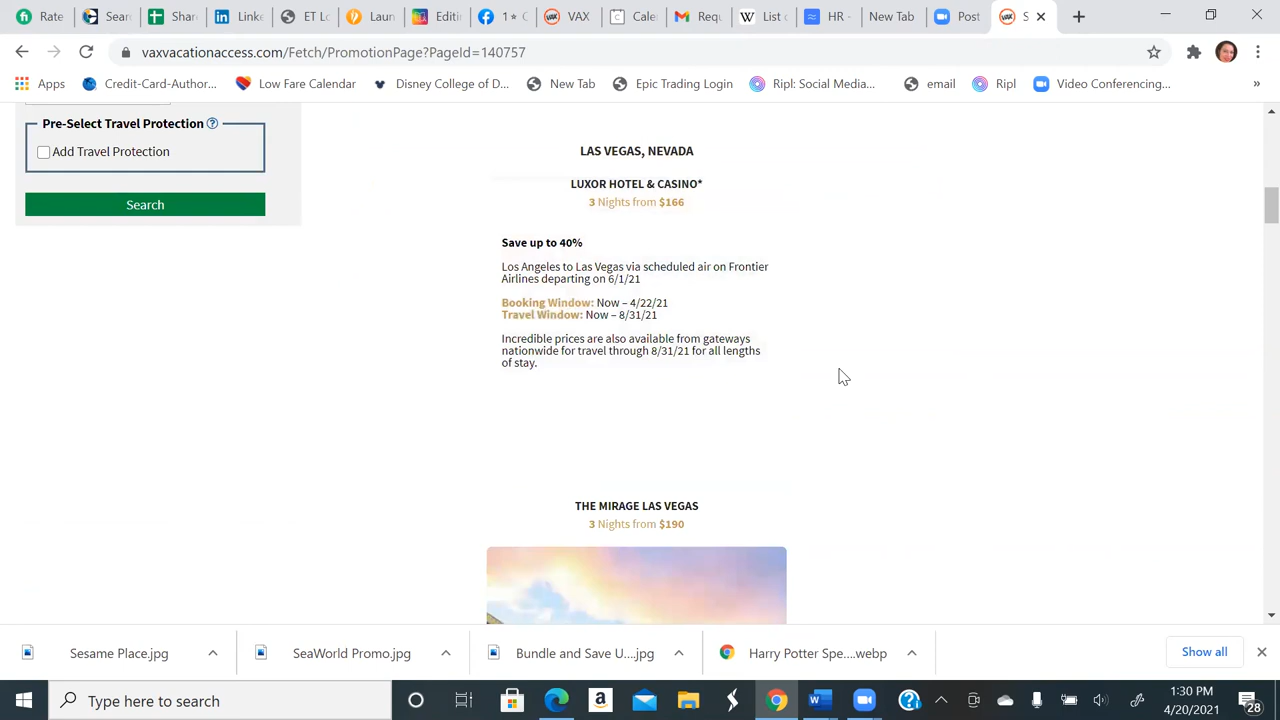 Rate
Sean
Share
Linke
ET Lo
Laun
Editi
1
VAX
Cale
Req
List o
HR -
New Tab
Post
S
vaxvacationaccess.com/Fetch/PromotionPage?PageId=140757
Apps
Credit-Card-Author...
Low Fare Calendar
Disney College of D...
New Tab
Epic Trading Login
Ripl: Social Media...
email
Ripl
Video Conferencing...
»
Pre-Select Travel Protection ?
Add Travel Protection
Search
LAS VEGAS, NEVADA
LUXOR HOTEL & CASINO*
3 Nights from $166
Save up to 40%
Los Angeles to Las Vegas via scheduled air on Frontier
Airlines departing on 6/1/21
Booking Window: Now – 4/22/21
Travel Window: Now – 8/31/21
Incredible prices are also available from gateways
nationwide for travel through 8/31/21 for all lengths
of stay.
THE MIRAGE LAS VEGAS
3 Nights from $190
Sesame Place.jpg
SeaWorld Promo.jpg
Bundle and Save U....jpg
Harry Potter Spe....webp
Show all
Type here to search
1:30 PM
4/20/2021
28